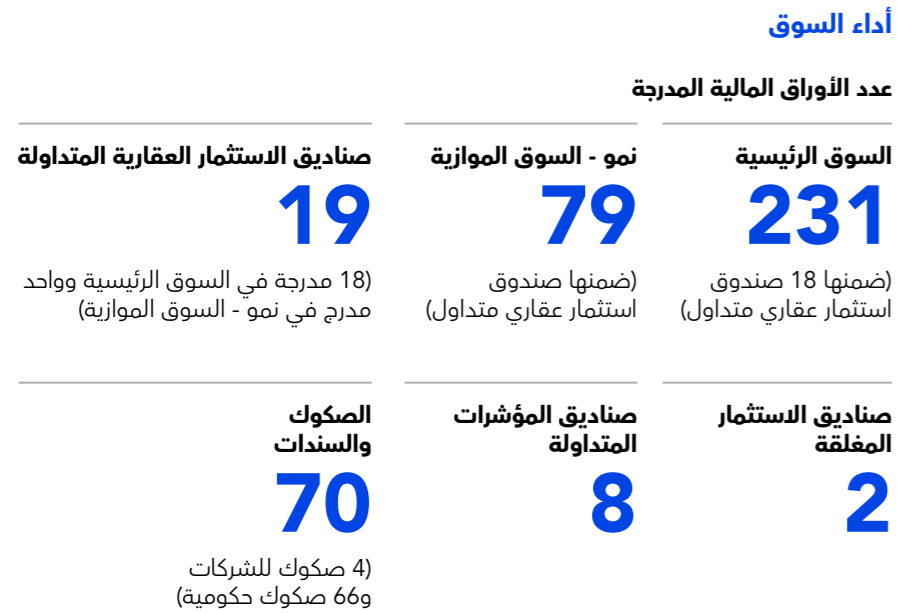 أداء السوق
عدد الأوراق المالية المدرجة
السوق الرئيسية
231
(ضمنها 18 صندوق
استثمار عقاري متداول)
نمو - السوق الموازية
79
(ضمنها صندوق
استثمار عقاري متداول)
صناديق الاستثمار العقارية المتداولة
19
(18 مدرجة في السوق الرئيسية وواحد
مدرج في نمو - السوق الموازية)
صناديق الاستثمار
المغلقة
2
صناديق المؤشرات
المتداولة
8
الصكوك
والسندات
70
(4 صكوك للشركات
و66 صكوك حكومية)